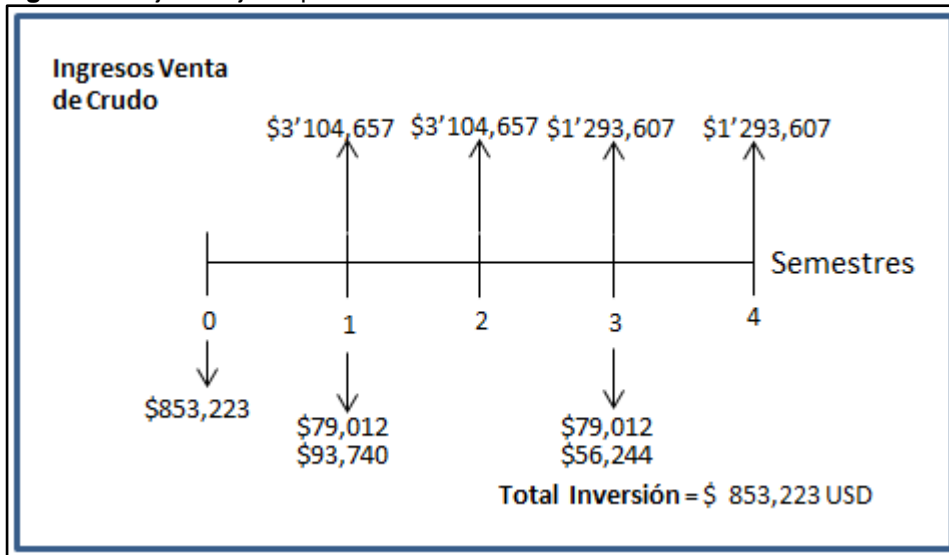 Ingresos Venta
de Crudo
$3’104,657 $3’104,657 $1’293,607 $1’293,607
Semestres
0 1 2 3 4
$853,223
$79,012 $79,012
$93,740 $56,244
Total Inversión = $ 853,223 USD